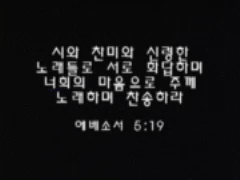 시와 찬미와 신령한
노래들로 서로 화답하며
너희의 마음으로 주께
노래하며 찬송하라
에베소서 5:19